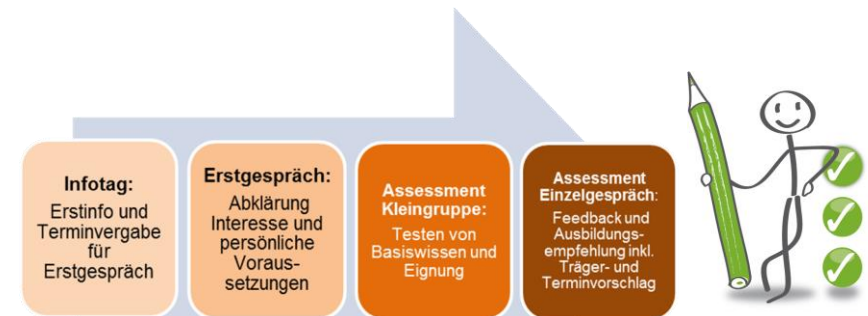 Infotag:
Erstinfo und
Terminvergabe
für
Erstgespräch
Erstgespräch:
Abklärung
Interesse und
persönliche
Voraus-
setzungen
Assessment
Kleingruppe:
Testen von
Basiswissen und
Eignung
Assessment
Einzelgespräch:
Feedback und
Ausbildungs-
empfehlung inkl.
Träger- und
Terminvorschlag